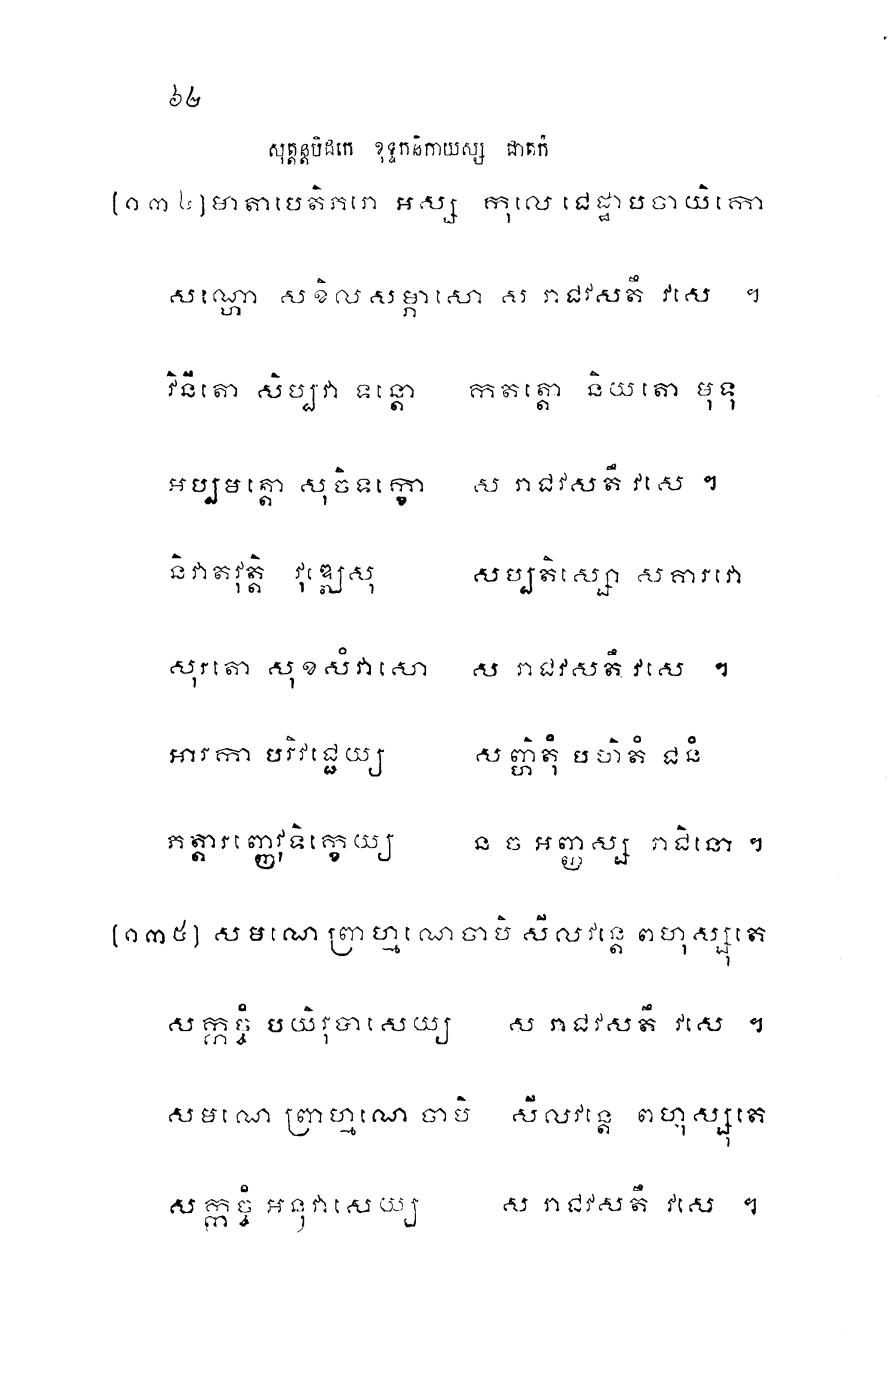 ៦២
សុត្តន្តបិដកេ ខុទ្ទកនិកាយស្ស ជាតកំ
[១៣៤] មាតាបេតិភរោ អស្ស កុលេ ជេដ្ឋាបចាយិកោ
សណ្ហោ សខិលសម្ភាសោ ស រាជវសតឹ វសេ ។
វិនីតោ សិប្បវា ទន្តោ កតត្តោ និយតោ មុទុ
អប្បមត្តោ សុចិទក្ខោ ស រាជវសតឹ វសេ ។
និវាតវុត្តិ វុឌ្ឍេសុ សប្បតិស្សោ សគារវោ
សុរតោ សុខសំវាសោ ស រាជវសតឹ វសេ ។
អារកា បរិវជ្ជេយ្យ សញ្ហិតុំ បហិតំ ជនំ
ភត្តារញ្ញេវុទិក្ខេយ្យ ន ច អញ្ញស្ស រាជិនោ ។
[១៣៥] សមណេ ព្រាហ្មណេ ចាបិ សីលវន្តេ ពហុស្សុតេ
សក្កច្ចំ បយិរុបាសេយ្យ ស រាជវសតឹ វសេ ។
សមណេ ព្រាហ្មណេ ចាបិ សីលវន្តេ ពហុស្សុតេ
សក្កច្ចំ អនុវាសេយ្យ ស រាជវសតឹ វសេ ។